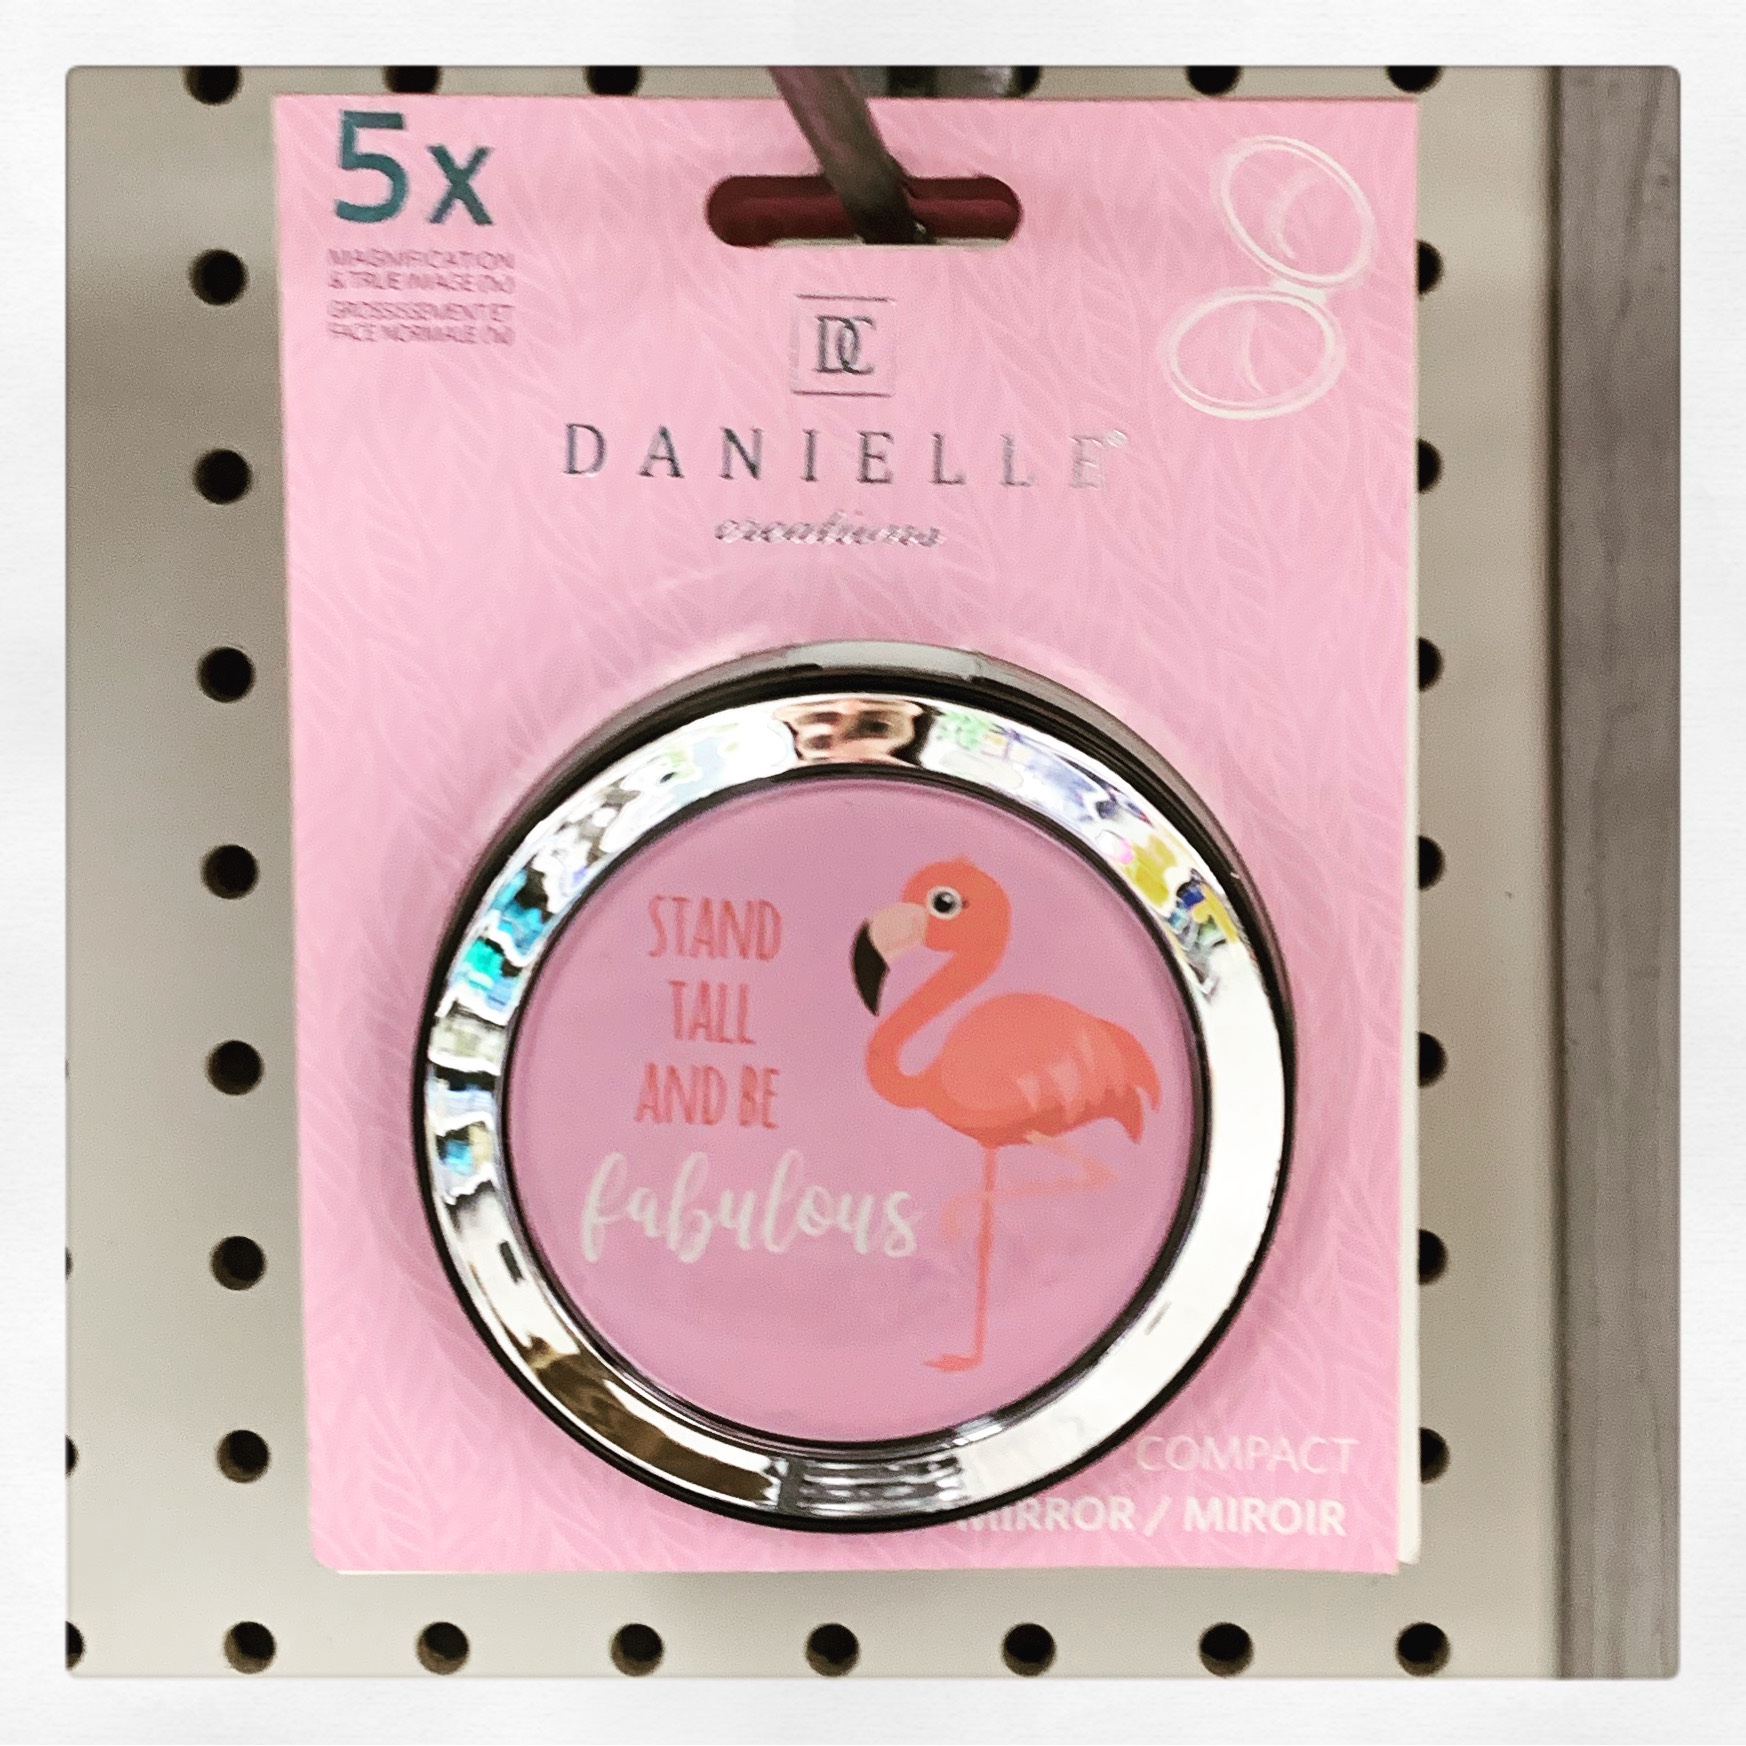 5x
MAGNIFICATION
& TRUE IMAGE (1x)
GROSSISSEMENT ET
FACE NORMALE (1x)
DC
DANIELLE®
creations
STAND
TALL
AND BE
fabulous
COMPACT
MIRROR / MIROIR